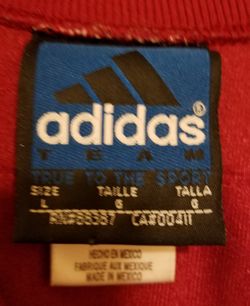 adidas
TEAM
TRUE TO THE SPORT
SIZE TAILLE TALLA
L G G
RN#88387 CA#00411
HECHO EN MEXICO
FABRIQUE AUX MEXIQUE
MADE IN MEXICO